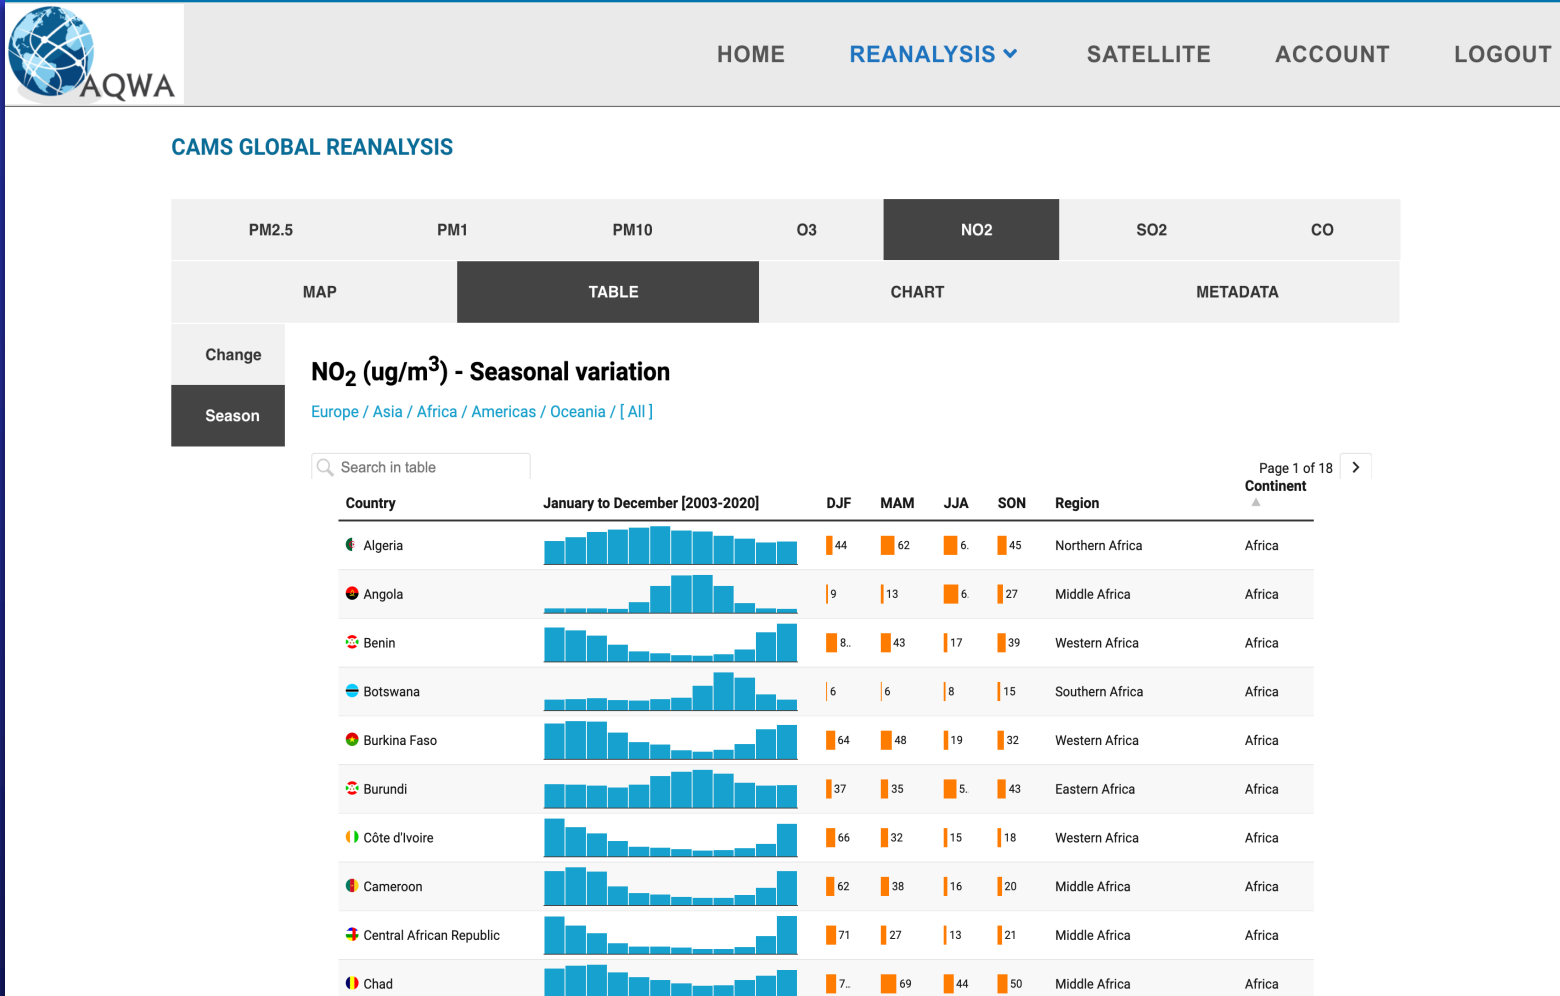 AQWA
HOME REANALYSIS SATELLITE ACCOUNT LOGOUT
CAMS GLOBAL REANALYSIS
PM2.5 PM1 PM10 O3 NO2 SO2 CO
MAP TABLE CHART METADATA
Change
Season
NO₂ (ug/m³) - Seasonal variation
Europe / Asia / Africa / Americas / Oceania / [ All ]
Search in table
Page 1 of 18
Country January to December [2003-2020] DJF MAM JJA SON Region Continent
Algeria 44 62 6. 45 Northern Africa Africa
Angola 9 13 6. 27 Middle Africa Africa
Benin 8.. 43 17 39 Western Africa Africa
Botswana 6 6 8 15 Southern Africa Africa
Burkina Faso 64 48 19 32 Western Africa Africa
Burundi 37 35 5.. 43 Eastern Africa Africa
Côte d'Ivoire 66 32 15 18 Western Africa Africa
Cameroon 62 38 16 20 Middle Africa Africa
Central African Republic 71 27 13 21 Middle Africa Africa
Chad 7.. 69 44 50 Middle Africa Africa